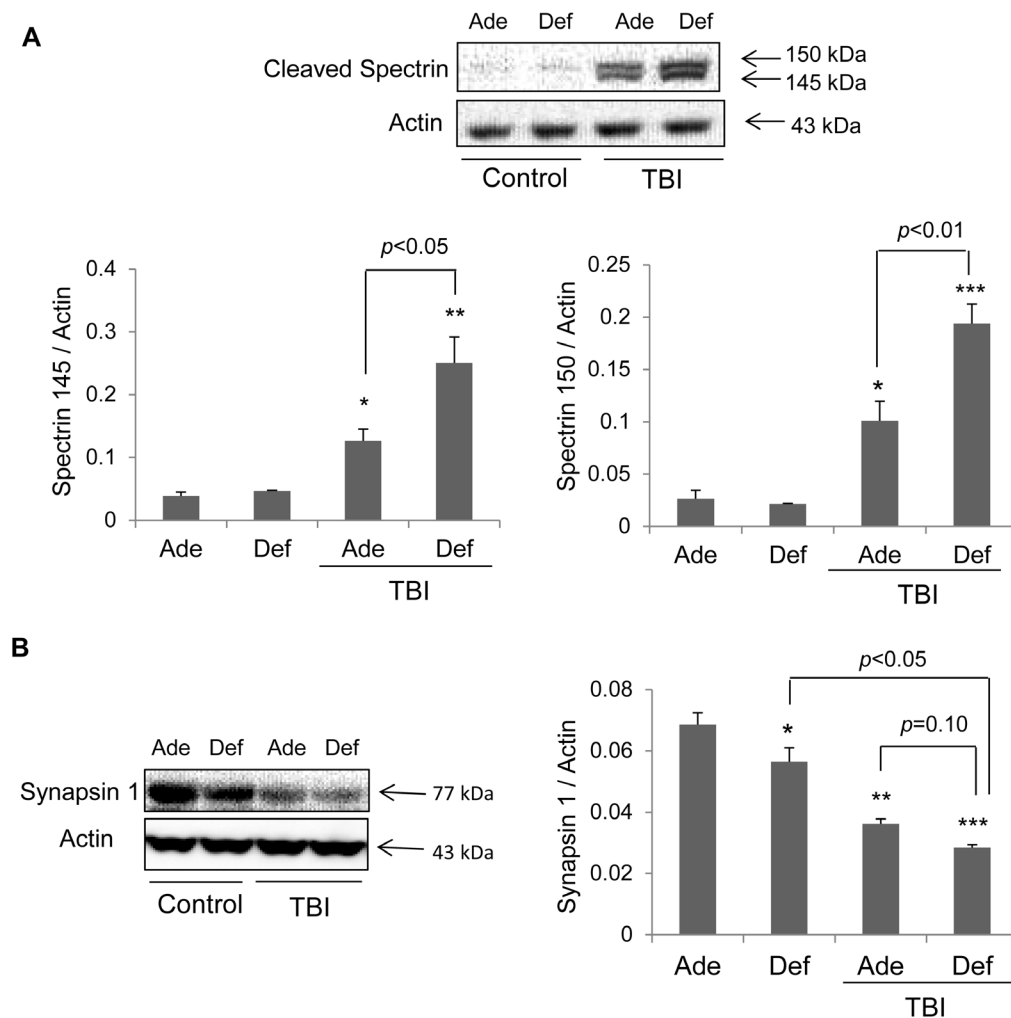 A
Ade Def Ade Def
Cleaved Spectrin
150 kDa
145 kDa
Actin
43 kDa
Control TBI
p<0.05
Spectrin 145 / Actin
0.4
0.3
0.2
0.1
0
*
**
Ade Def Ade Def
TBI
p<0.01
Spectrin 150 / Actin
0.25
0.2
0.15
0.1
0.05
0
*
***
Ade Def Ade Def
TBI
B
Ade Def Ade Def
Synapsin 1
77 kDa
Actin
43 kDa
Control TBI
p<0.05
p=0.10
Synapsin 1 / Actin
0.08
0.06
0.04
0.02
0
*
**
***
Ade Def Ade Def
TBI